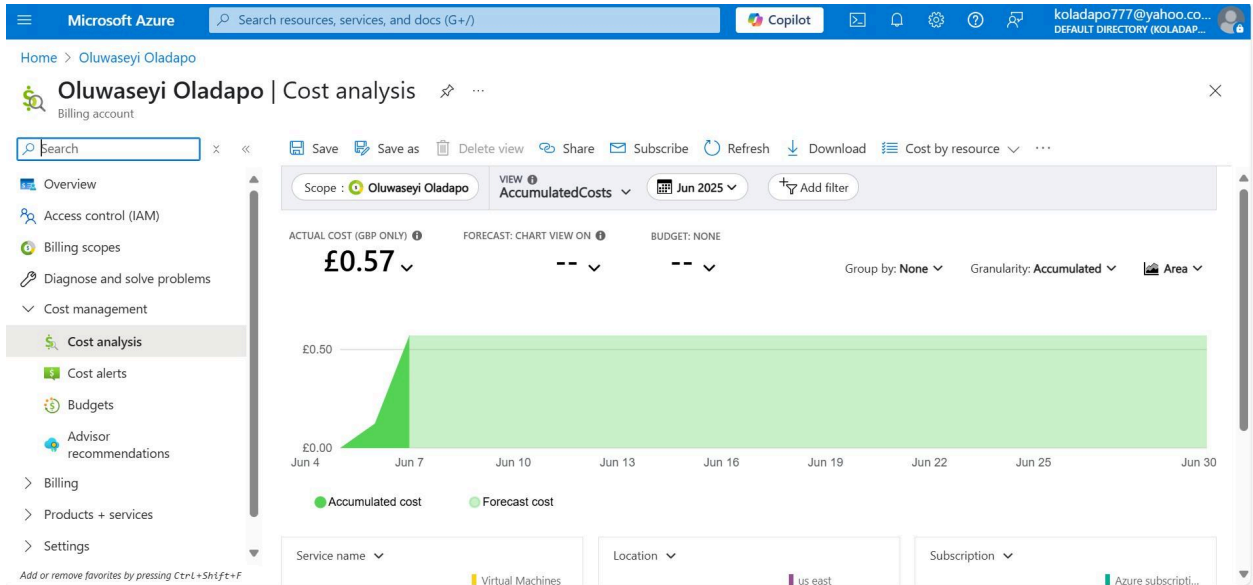 Microsoft Azure
Search resources, services, and docs (G+/)
Copilot
koladapo777@yahoo.co...
DEFAULT DIRECTORY (KOLADAP...
Home > Oluwaseyi Oladapo
Oluwaseyi Oladapo | Cost analysis
Billing account
Search
Save
Save as
Delete view
Share
Subscribe
Refresh
Download
Cost by resource
Overview
Access control (IAM)
Billing scopes
Diagnose and solve problems
Cost management
Cost analysis
Cost alerts
Budgets
Advisor
recommendations
Billing
Products + services
Settings
Add or remove favorites by pressing Ctrl+Shift+F
Scope : Oluwaseyi Oladapo
VIEW
AccumulatedCosts
Jun 2025
Add filter
ACTUAL COST (GBP ONLY)
£0.57
FORECAST: CHART VIEW ON
--
BUDGET: NONE
--
Group by: None
Granularity: Accumulated
Area
£0.50
£0.00
Jun 4 Jun 7 Jun 10 Jun 13 Jun 16 Jun 19 Jun 22 Jun 25 Jun 30
Accumulated cost
Forecast cost
Service name
Virtual Machines
Location
us east
Subscription
Azure subscripti...